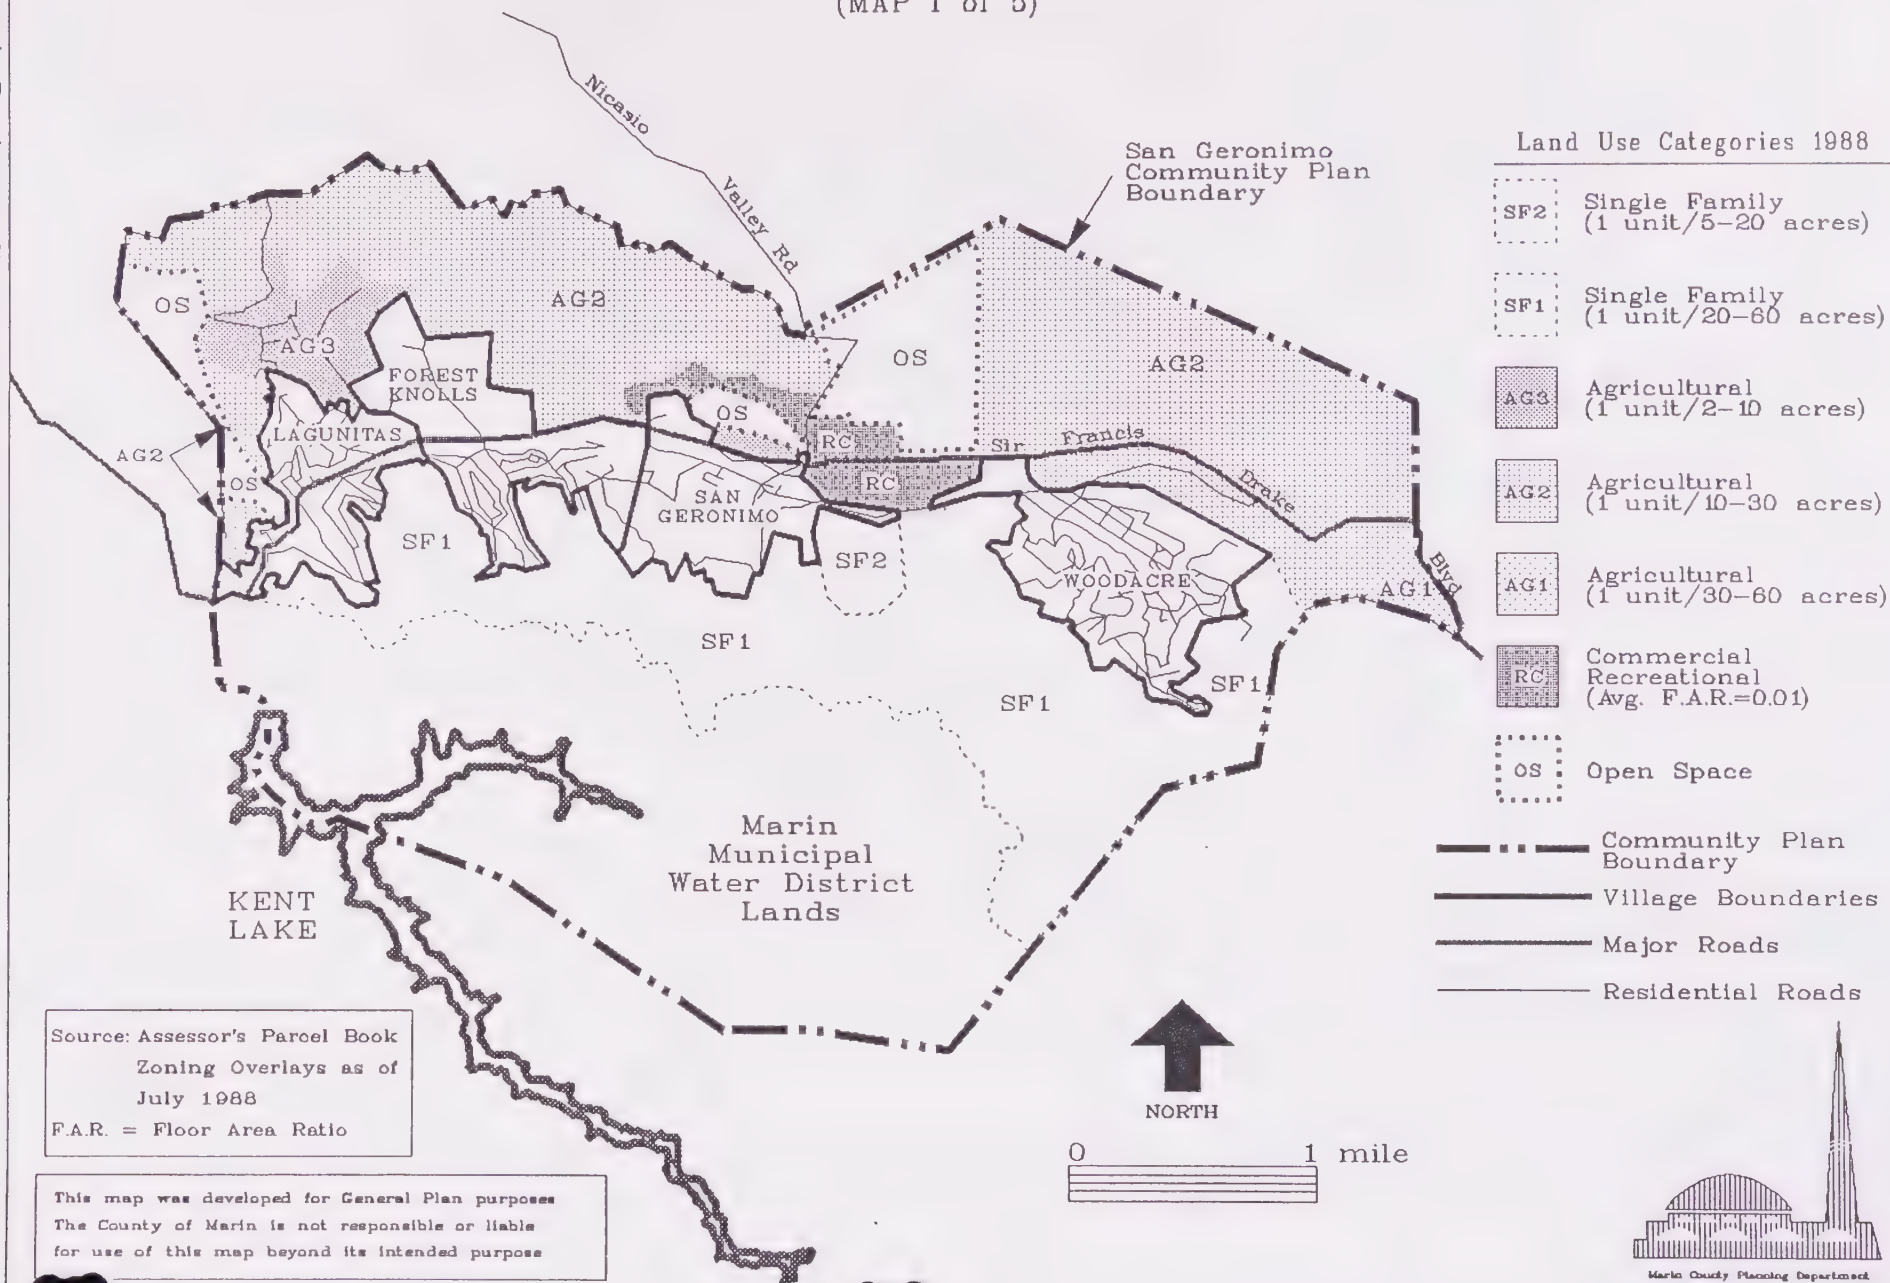 (MAP 1 of 5)
Nicasio
Valley Rd
San Geronimo
Community Plan
Boundary
OS
AG2
AG3
FOREST
KNOLLS
OS
AG2
LAGUNITAS
OS
RC
Sir Francis
Drake
Blvd
AG2
OS
RC
SAN
GERONIMO
SF1
SF2
WOODACRE
AG1
SF1
SF1
SF1
Marin
Municipal
Water District
Lands
KENT
LAKE
Land Use Categories 1988
SF2 Single Family
(1 unit/5-20 acres)
SF1 Single Family
(1 unit/20-60 acres)
AG3 Agricultural
(1 unit/2-10 acres)
AG2 Agricultural
(1 unit/10-30 acres)
AG1 Agricultural
(1 unit/30-60 acres)
RC Commercial
Recreational
(Avg. F.A.R.=0.01)
OS Open Space
Community Plan
Boundary
Village Boundaries
Major Roads
Residential Roads
Source: Assessor's Parcel Book
Zoning Overlays as of
July 1988
F.A.R. = Floor Area Ratio
This map was developed for General Plan purposes
The County of Marin is not responsible or liable
for use of this map beyond its intended purpose
NORTH
0 1 mile
Marin County Planning Department